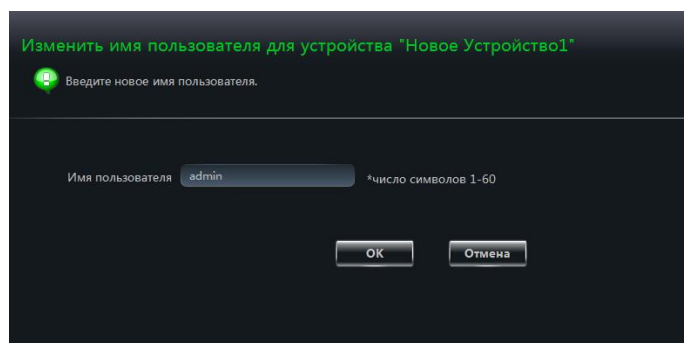 Изменить имя пользователя для устройства "Новое Устройство1"
Введите новое имя пользователя.
Имя пользователя admin *число символов 1-60
OK Отмена